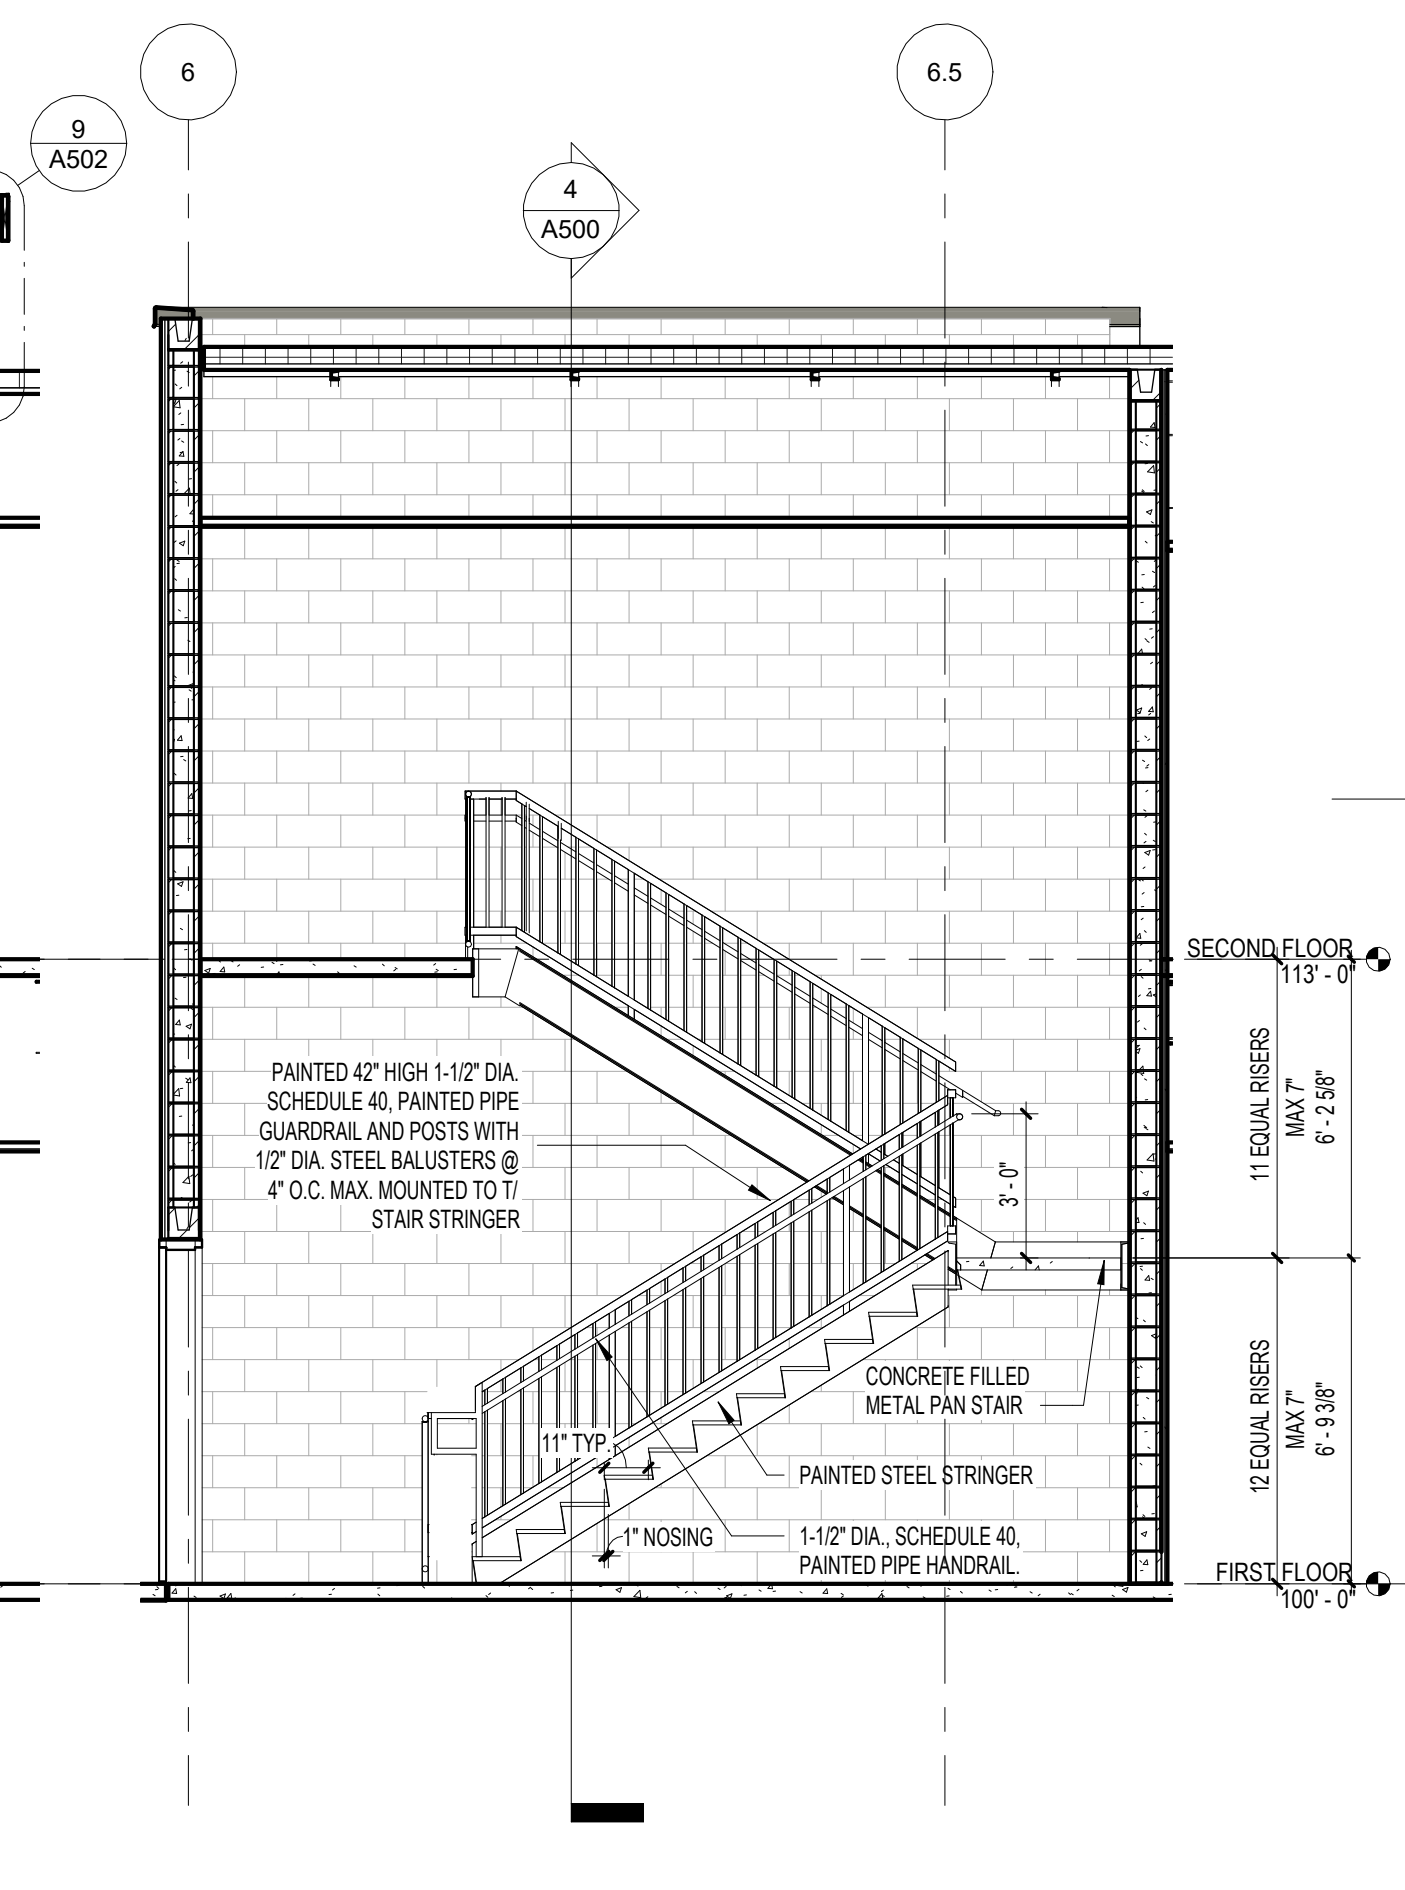 6
6.5
9
A502
4
A500
SECOND FLOOR
113' - 0"
PAINTED 42" HIGH 1-1/2" DIA.
SCHEDULE 40, PAINTED PIPE
GUARDRAIL AND POSTS WITH
1/2" DIA. STEEL BALUSTERS @
4" O.C. MAX. MOUNTED TO T/
STAIR STRINGER
11 EQUAL RISERS
MAX 7"
6' - 2 5/8"
3' - 0"
CONCRETE FILLED
METAL PAN STAIR
12 EQUAL RISERS
MAX 7"
6' - 9 3/8"
11" TYP.
PAINTED STEEL STRINGER
1" NOSING
1-1/2" DIA., SCHEDULE 40,
PAINTED PIPE HANDRAIL.
FIRST FLOOR
100' - 0"